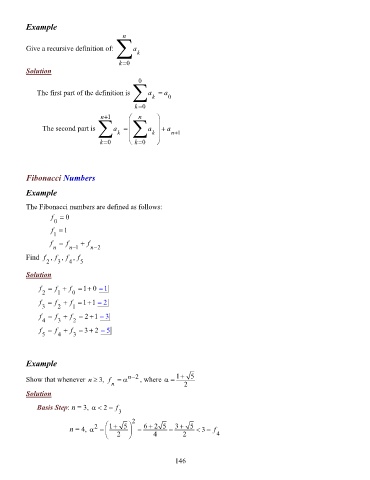 Example
Give a recursive definition of: \sum_{k=0}^{n} a_k
Solution
The first part of the definition is \sum_{k=0}^{0} a_k = a_0
The second part is \sum_{k=0}^{n+1} a_k = \left( \sum_{k=0}^{n} a_k \right) + a_{n+1}
Fibonacci Numbers
Example
The Fibonacci numbers are defined as follows:
f_0 = 0
f_1 = 1
f_n = f_{n-1} + f_{n-2}
Find f_2, f_3, f_4, f_5
Solution
f_2 = f_1 + f_0 = 1 + 0 = 1
f_3 = f_2 + f_1 = 1 + 1 = 2
f_4 = f_3 + f_2 = 2 + 1 = 3
f_5 = f_4 + f_3 = 3 + 2 = 5
Example
Show that whenever n ≥ 3, f_n = α^{n-2}, where α = \frac{1+\sqrt{5}}{2}
Solution
Basis Step: n = 3, α < 2 = f_3
n = 4, α^2 = \left( \frac{1+\sqrt{5}}{2} \right)^2 = \frac{6+2\sqrt{5}}{4} = \frac{3+\sqrt{5}}{2} < 3 = f_4
146